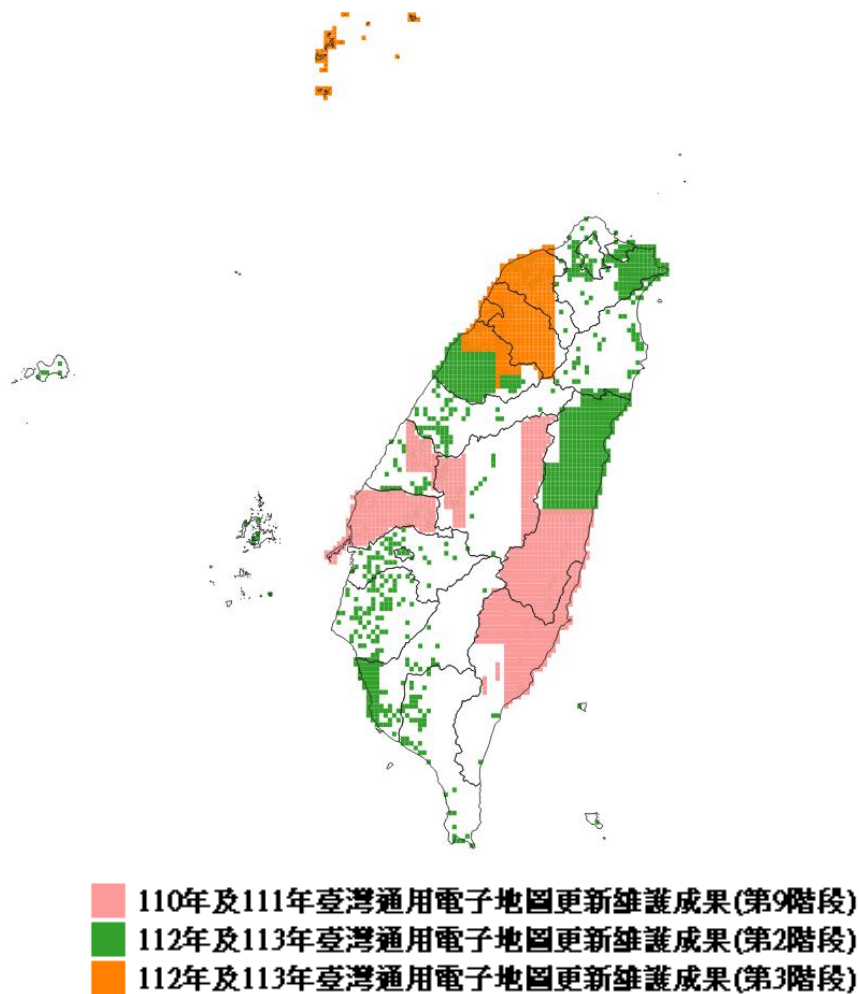 110年及111年臺灣通用電子地圖更新維護成果(第9階段)
112年及113年臺灣通用電子地圖更新維護成果(第2階段)
112年及113年臺灣通用電子地圖更新維護成果(第3階段)